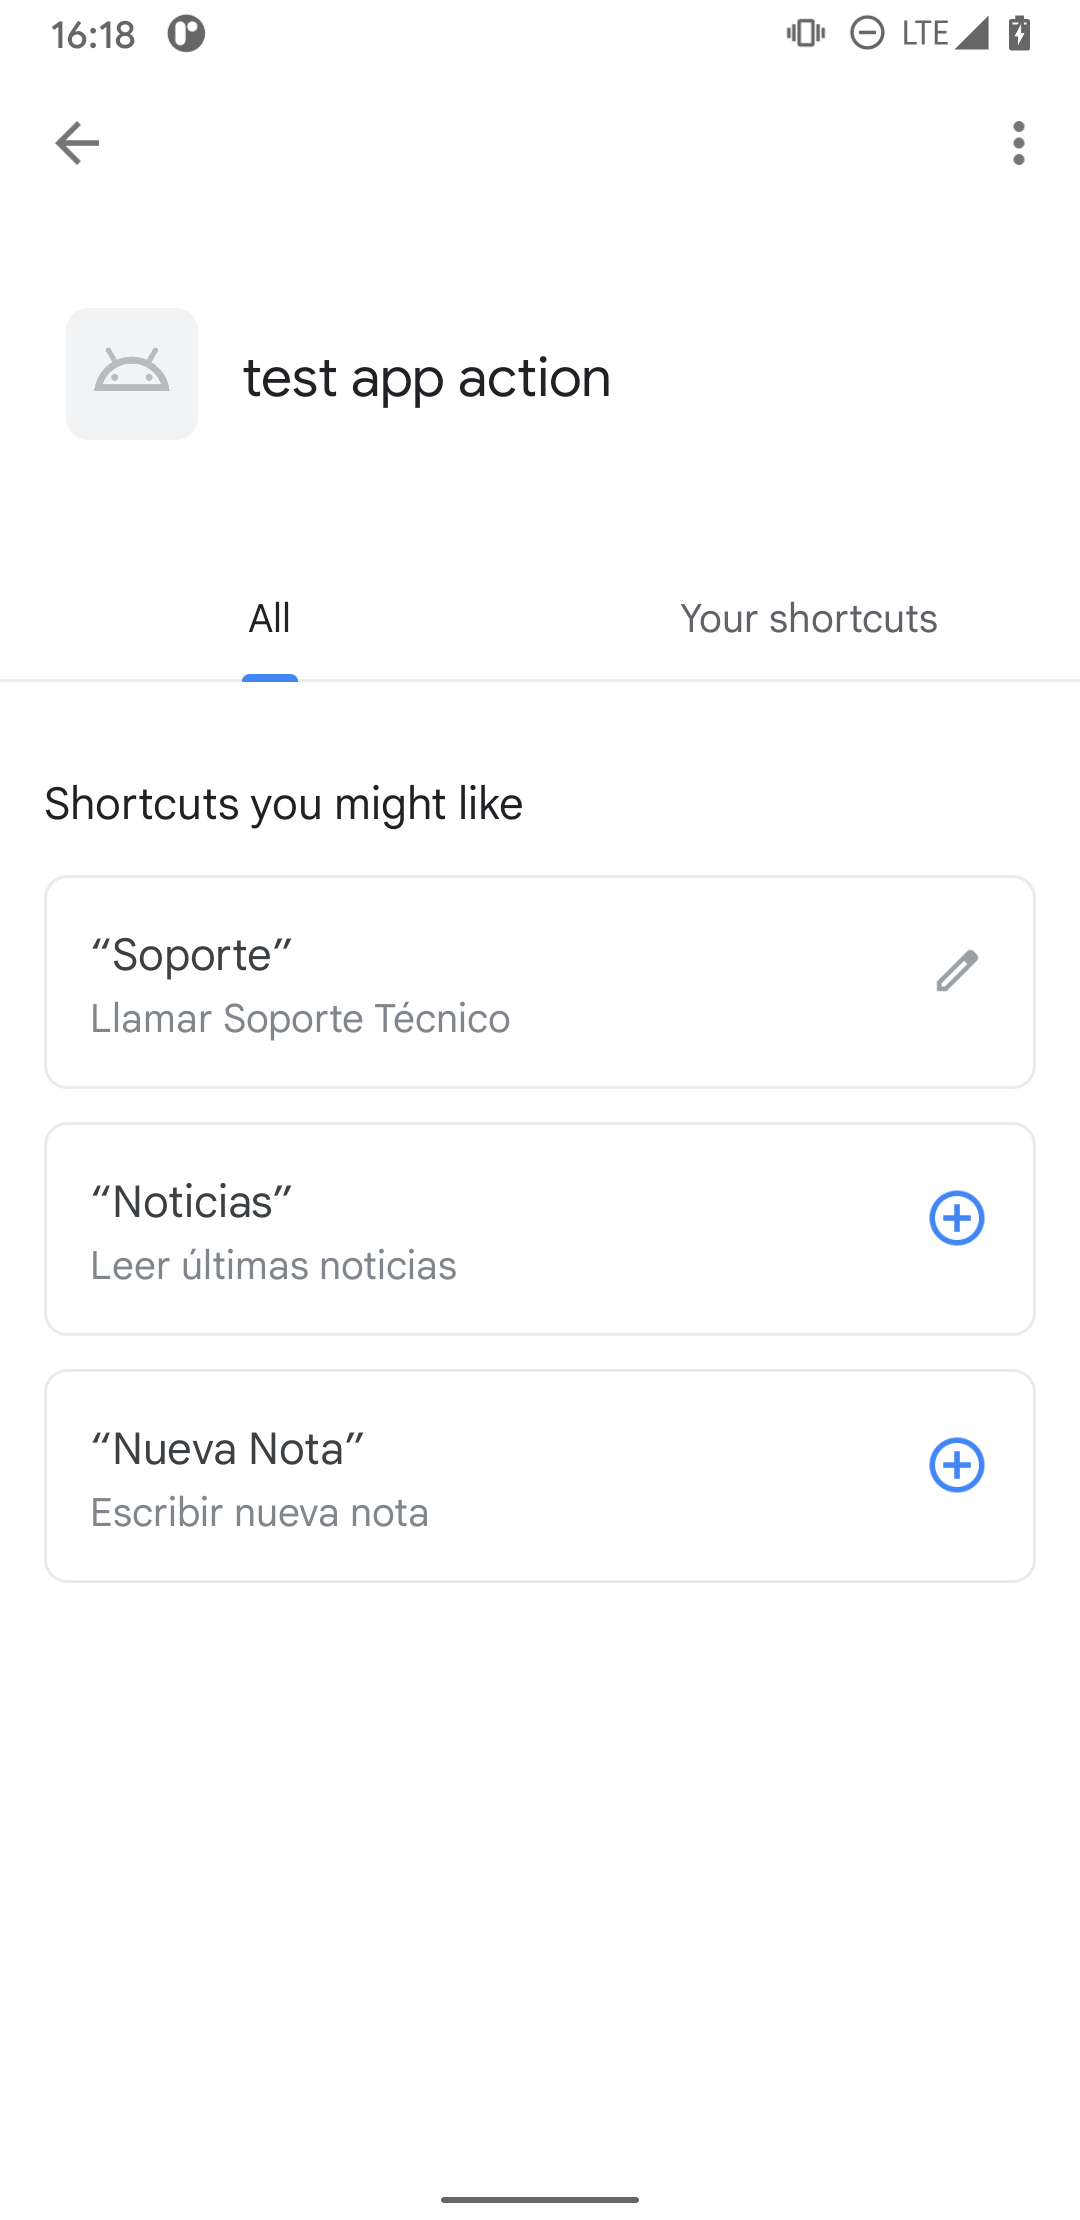 16:18
LTE
test app action
All
Your shortcuts
Shortcuts you might like
“Soporte”
Llamar Soporte Técnico
“Noticias”
Leer últimas noticias
“Nueva Nota”
Escribir nueva nota